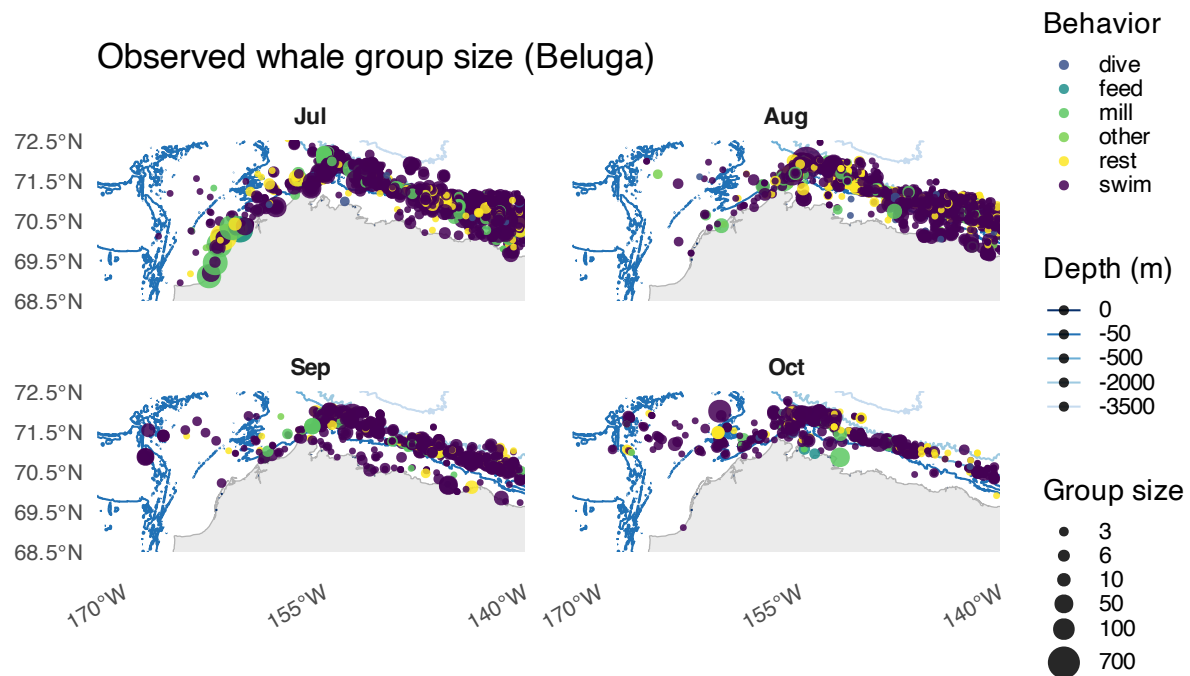 Observed whale group size (Beluga)
Jul
Aug
72.5°N
71.5°N
70.5°N
69.5°N
68.5°N
Sep
Oct
72.5°N
71.5°N
70.5°N
69.5°N
68.5°N
170°W
155°W
140°W
170°W
155°W
140°W
Behavior
dive
feed
mill
other
rest
swim
Depth (m)
0
-50
-500
-2000
-3500
Group size
3
6
10
50
100
700